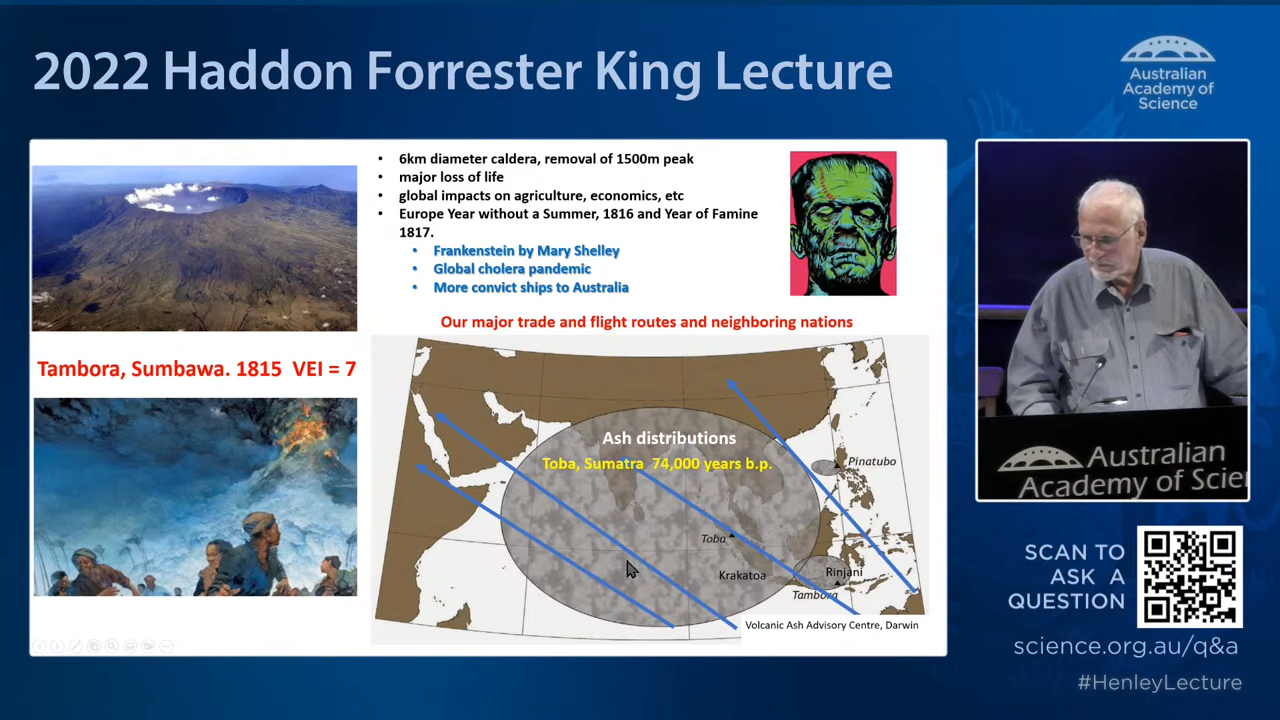 2022 Haddon Forrester King Lecture
Australian
Academy of
Science
6km diameter caldera, removal of 1500m peak
major loss of life
global impacts on agriculture, economics, etc
Europe Year without a Summer, 1816 and Year of Famine
1817.
Frankenstein by Mary Shelley
Global cholera pandemic
More convict ships to Australia
Our major trade and flight routes and neighboring nations
Tambora, Sumbawa. 1815 VEI = 7
Ash distributions
Toba, Sumatra 74,000 years b.p.
Pinatubo
Toba
Krakatoa
Rinjani
Tambora
Volcanic Ash Advisory Centre, Darwin
Australian
Academy of Scie
SCAN TO
ASK A
QUESTION
science.org.au/q&a
#HenleyLecture